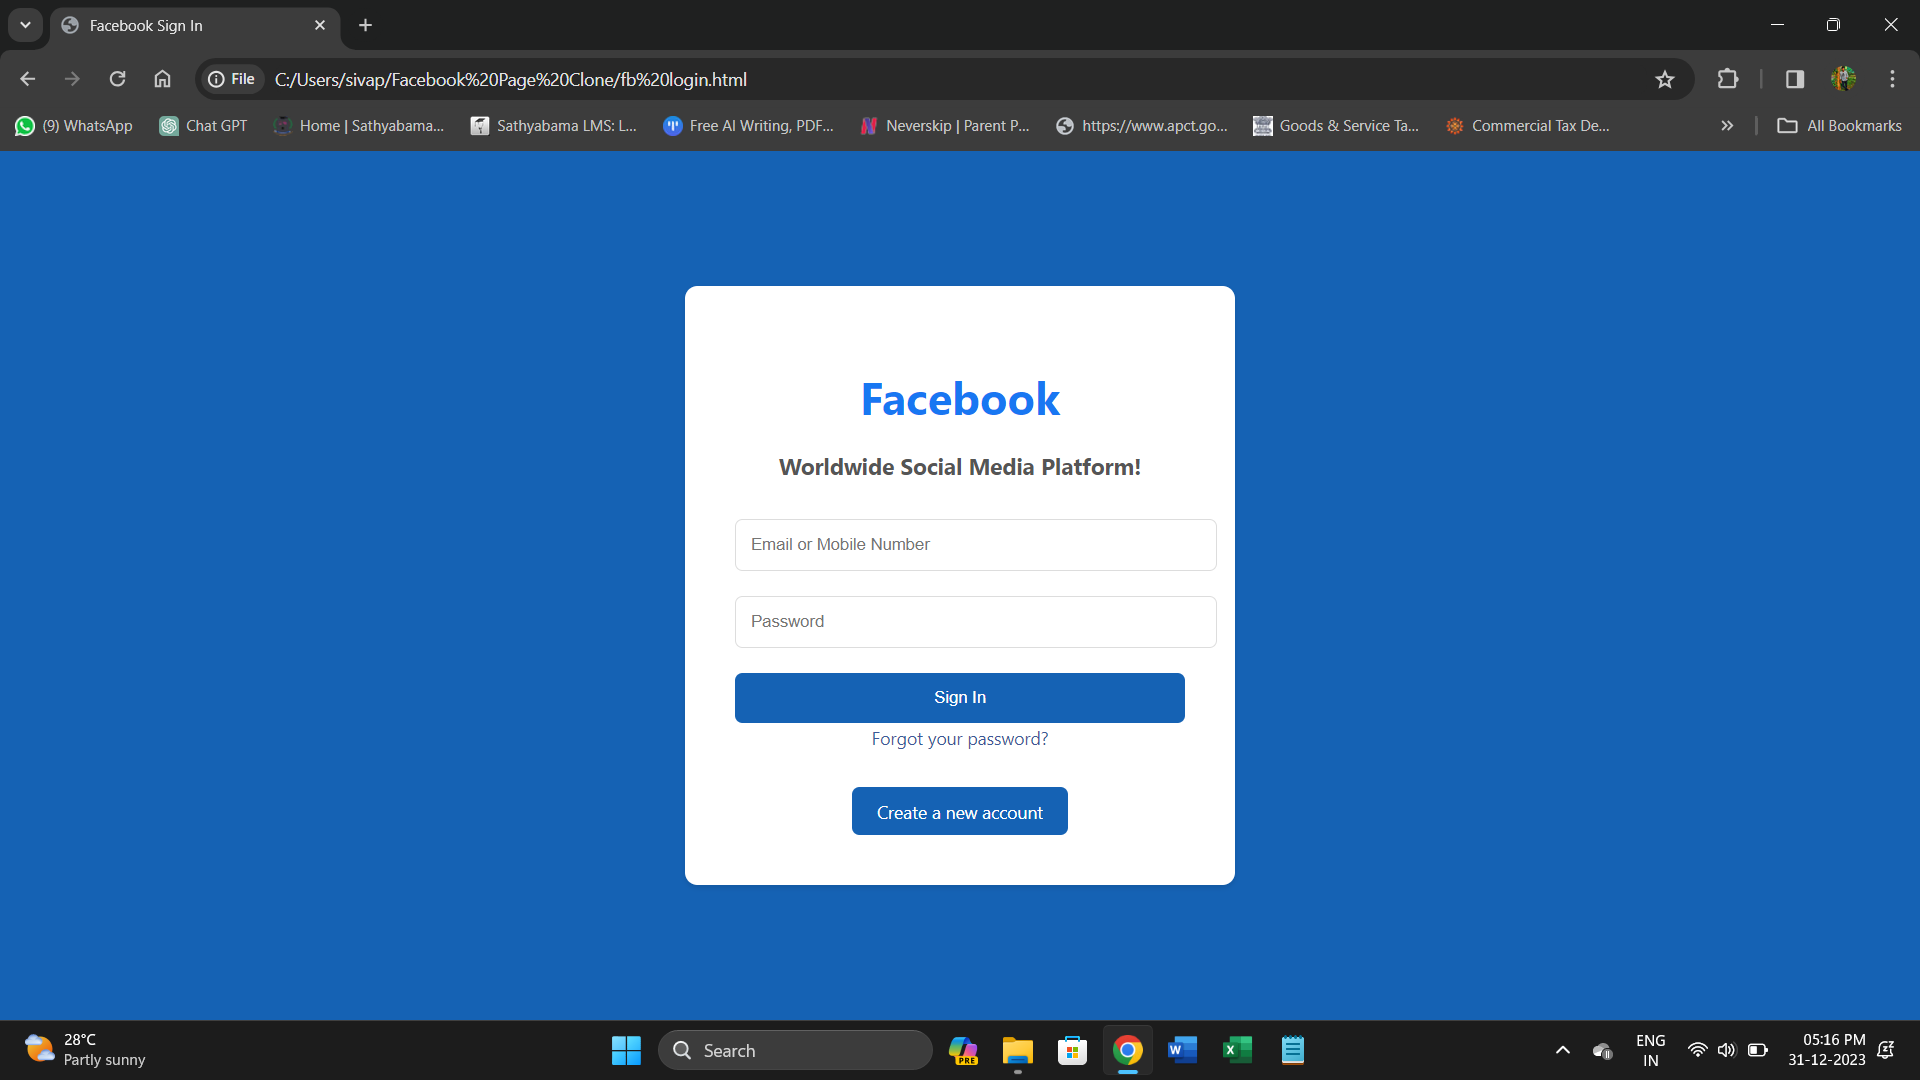 Facebook Sign In
File C:/Users/sivap/Facebook%20Page%20Clone/fb%20login.html
(9) WhatsApp Chat GPT Home | Sathyabama... Sathyabama LMS: L... Free AI Writing, PDF... Neverskip | Parent P... https://www.apct.go... Goods & Service Ta... Commercial Tax De... » All Bookmarks
Facebook
Worldwide Social Media Platform!
Email or Mobile Number
Password
Sign In
Forgot your password?
Create a new account
28°C
Partly sunny
Search
PRE
ENG
IN
05:16 PM
31-12-2023